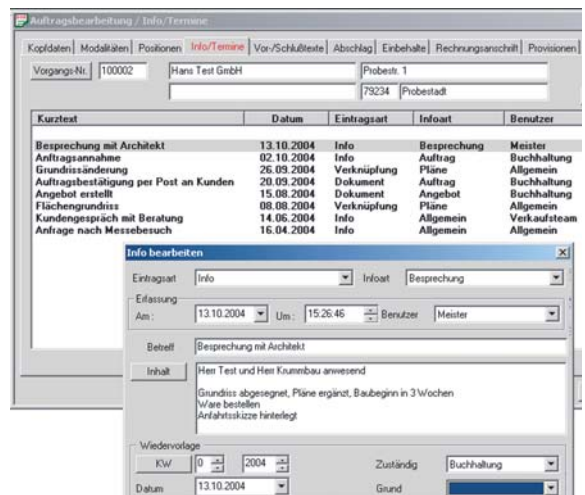 Auftragsbearbeitung / Info/Termine
Kopfdaten Modalitäten Positionen Info/Termine Vor-/Schlußtexte Abschlag Einbehalte Rechnungsanschrift Provisionen
Vorgangs-Nr. 100002 Hans Test GmbH Probestr. 1
79234 Probestadt
Kurztext Datum Eintragsart Infoart Benutzer
Besprechung mit Architekt 13.10.2004 Info Besprechung Meister
Anftragsannahme 02.10.2004 Info Auftrag Buchhaltung
Grundrissänderung 26.09.2004 Verknüpfung Pläne Allgemein
Auftragsbestätigung per Post an Kunden 20.09.2004 Dokument Auftrag Buchhaltung
Angebot erstellt 15.08.2004 Dokument Angebot Buchhaltung
Flächengrundriss 08.08.2004 Verknüpfung Pläne Allgemein
Kundengespräch mit Beratung 14.06.2004 Info Allgemein Verkaufsteam
Anfrage nach Messebesuch 16.04.2004 Info Allgemein Allgemein
Info bearbeiten
Eintragsart Info Infoart Besprechung
Erfassung
Am: 13.10.2004 Um: 15:26:46 Benutzer Meister
Betreff Besprechung mit Architekt
Inhalt Herr Test und Herr Krummbau anwesend
Grundriss abgesegnet, Pläne ergänzt, Baubeginn in 3 Wochen
Ware bestellen
Anfahrtsskizze hinterlegt
Wiedervorlage
KW 0 2004 Zuständig Buchhaltung
Datum 13.10.2004 Grund